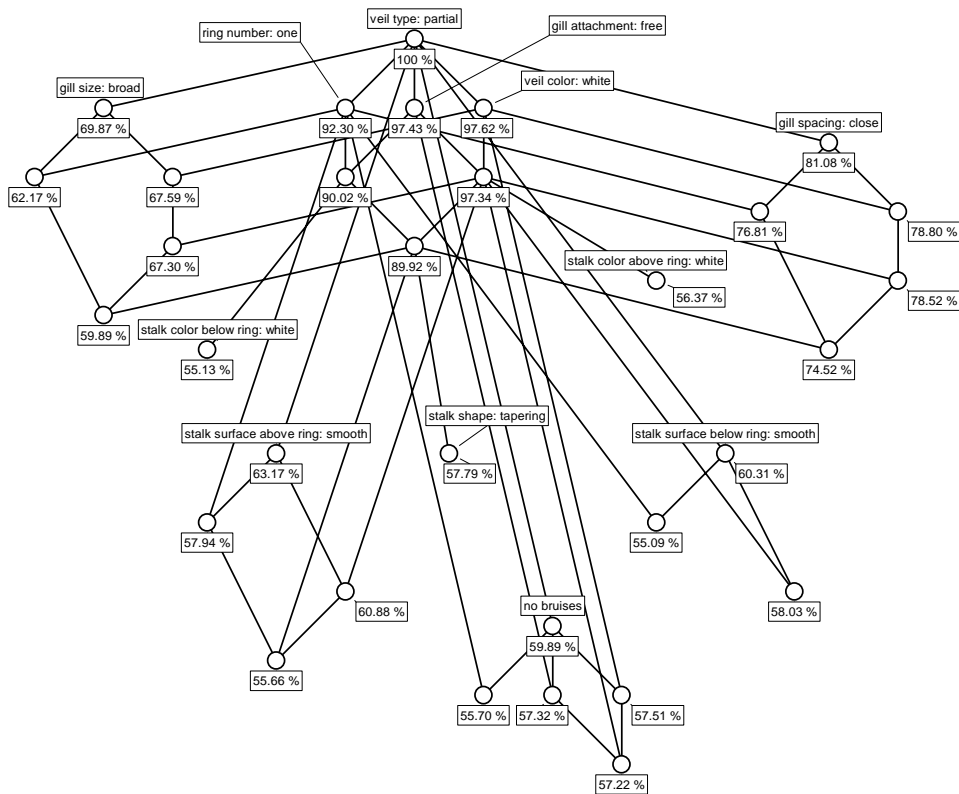 veil type: partial
ring number: one
gill attachment: free
100 %
gill size: broad
veil color: white
69.87 %
92.30 %
97.43 %
97.62 %
gill spacing: close
81.08 %
62.17 %
67.59 %
90.02 %
97.34 %
76.81 %
78.80 %
67.30 %
89.92 %
stalk color above ring: white
56.37 %
78.52 %
59.89 %
stalk color below ring: white
55.13 %
74.52 %
stalk surface above ring: smooth
stalk shape: tapering
stalk surface below ring: smooth
63.17 %
57.79 %
60.31 %
57.94 %
55.09 %
60.88 %
no bruises
58.03 %
59.89 %
55.66 %
55.70 %
57.32 %
57.51 %
57.22 %